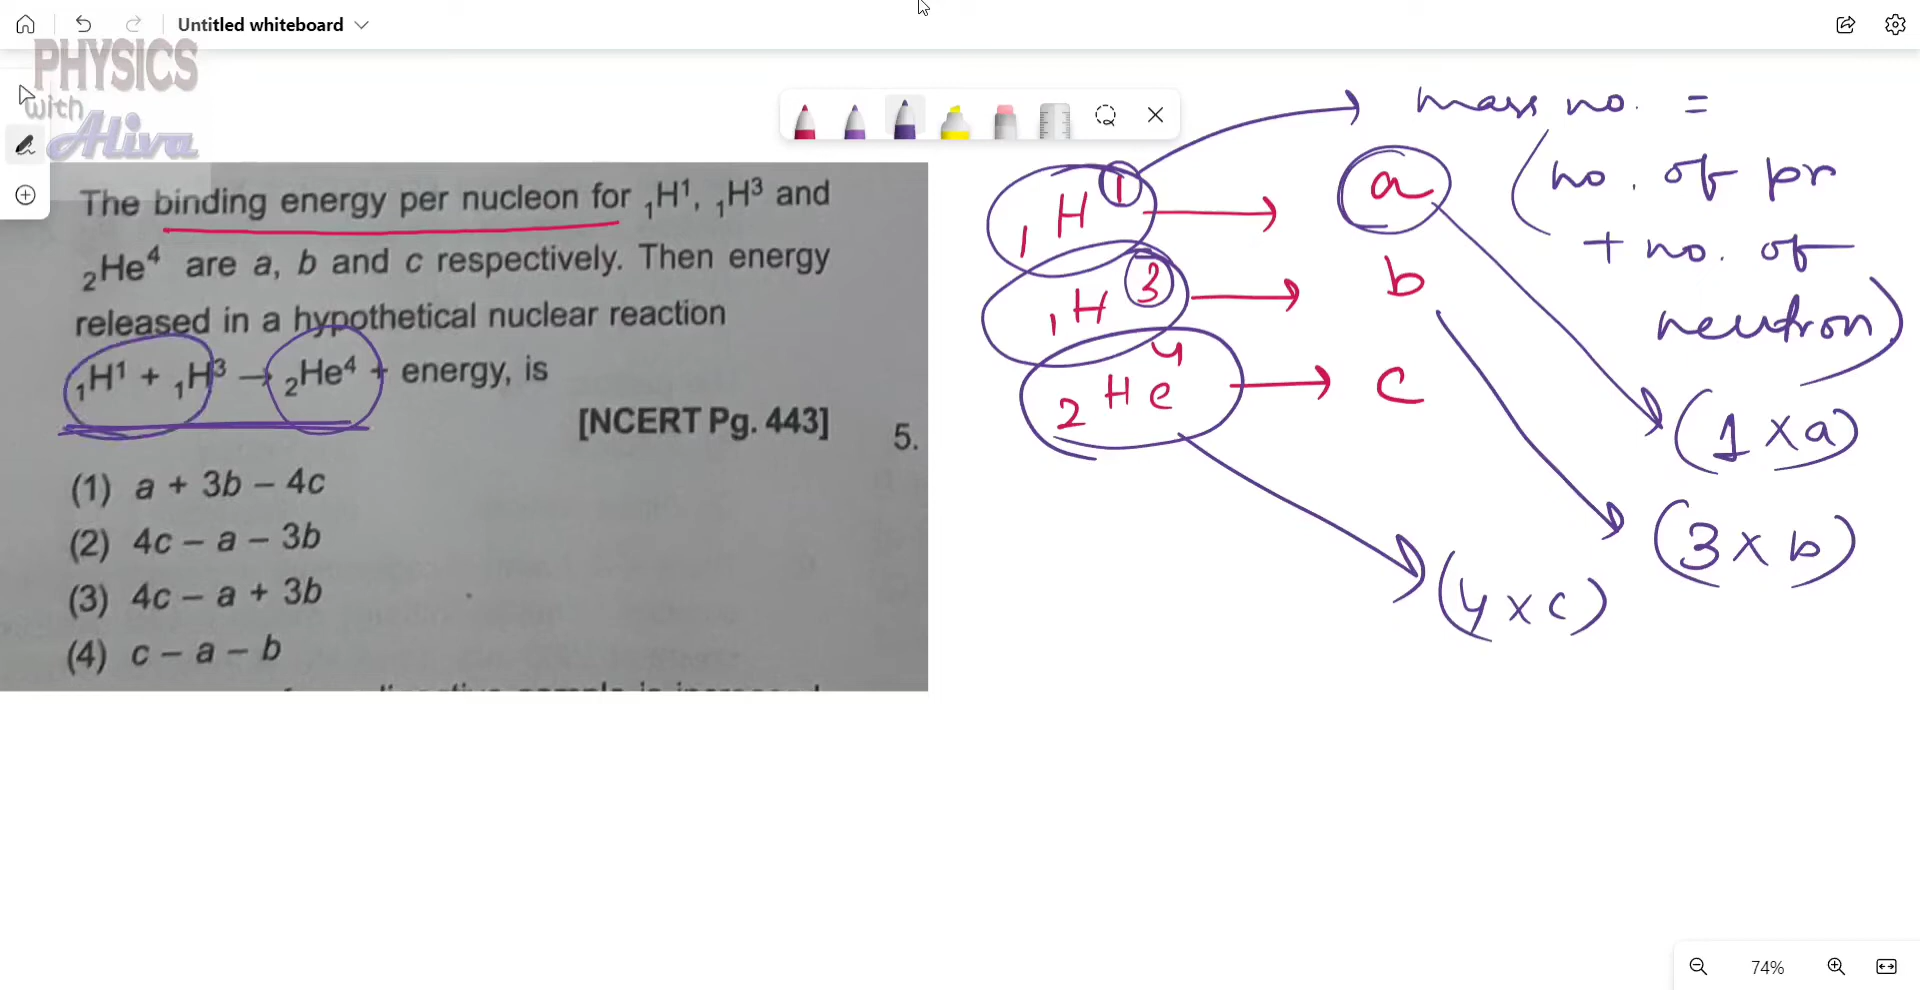 Untitled whiteboard
PHYSICS
with
Aliva
The binding energy per nucleon for ₁H¹, ₁H³ and
₂He⁴ are a, b and c respectively. Then energy
released in a hypothetical nuclear reaction
₁H¹ + ₁H³ → ₂He⁴ + energy, is
[NCERT Pg. 443]
5.
(1) a + 3b – 4c
(2) 4c – a – 3b
(3) 4c – a + 3b
(4) c – a – b
₁H¹ → a
₁H³ → b
₂He⁴ → c
mass no. =
(no. of pr
+ no. of
neutron)
(1 × a)
(3 × b)
(4 × c)
74%